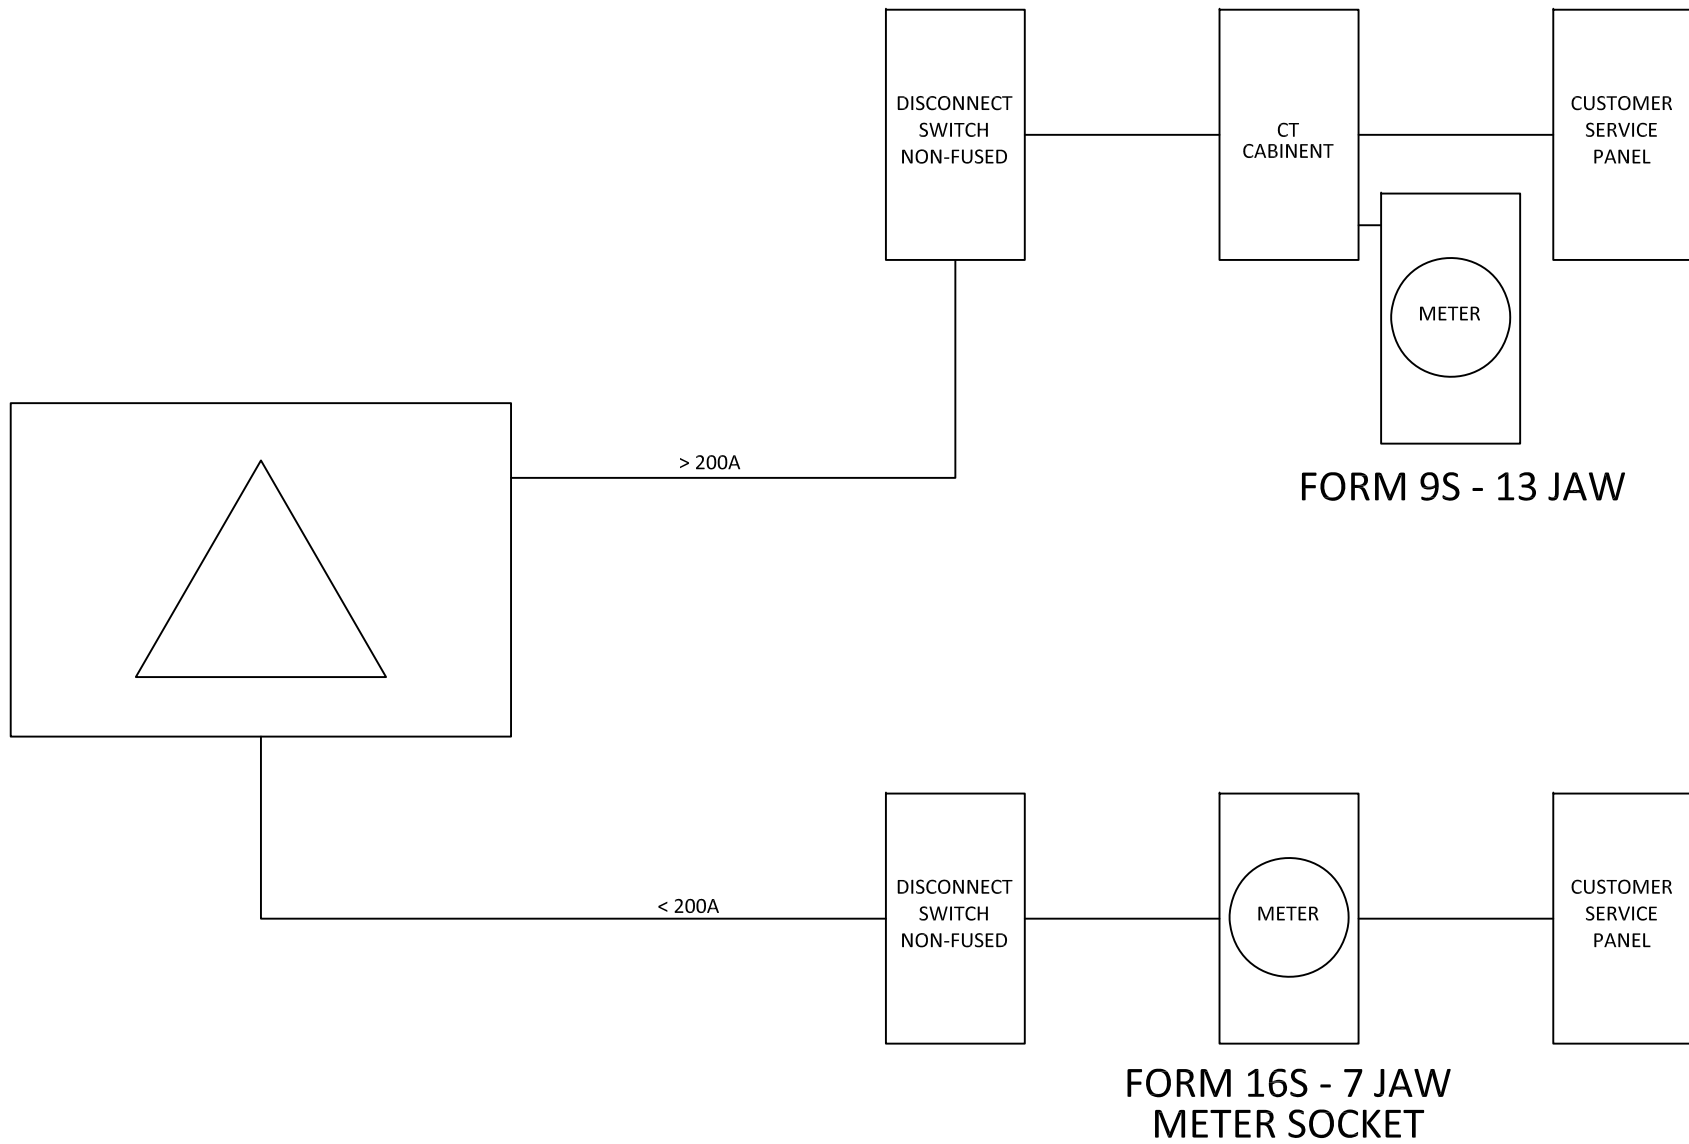 DISCONNECT
SWITCH
NON-FUSED
CT
CABINENT
CUSTOMER
SERVICE
PANEL
METER
> 200A
FORM 9S - 13 JAW
< 200A
DISCONNECT
SWITCH
NON-FUSED
METER
CUSTOMER
SERVICE
PANEL
FORM 16S - 7 JAW
METER SOCKET